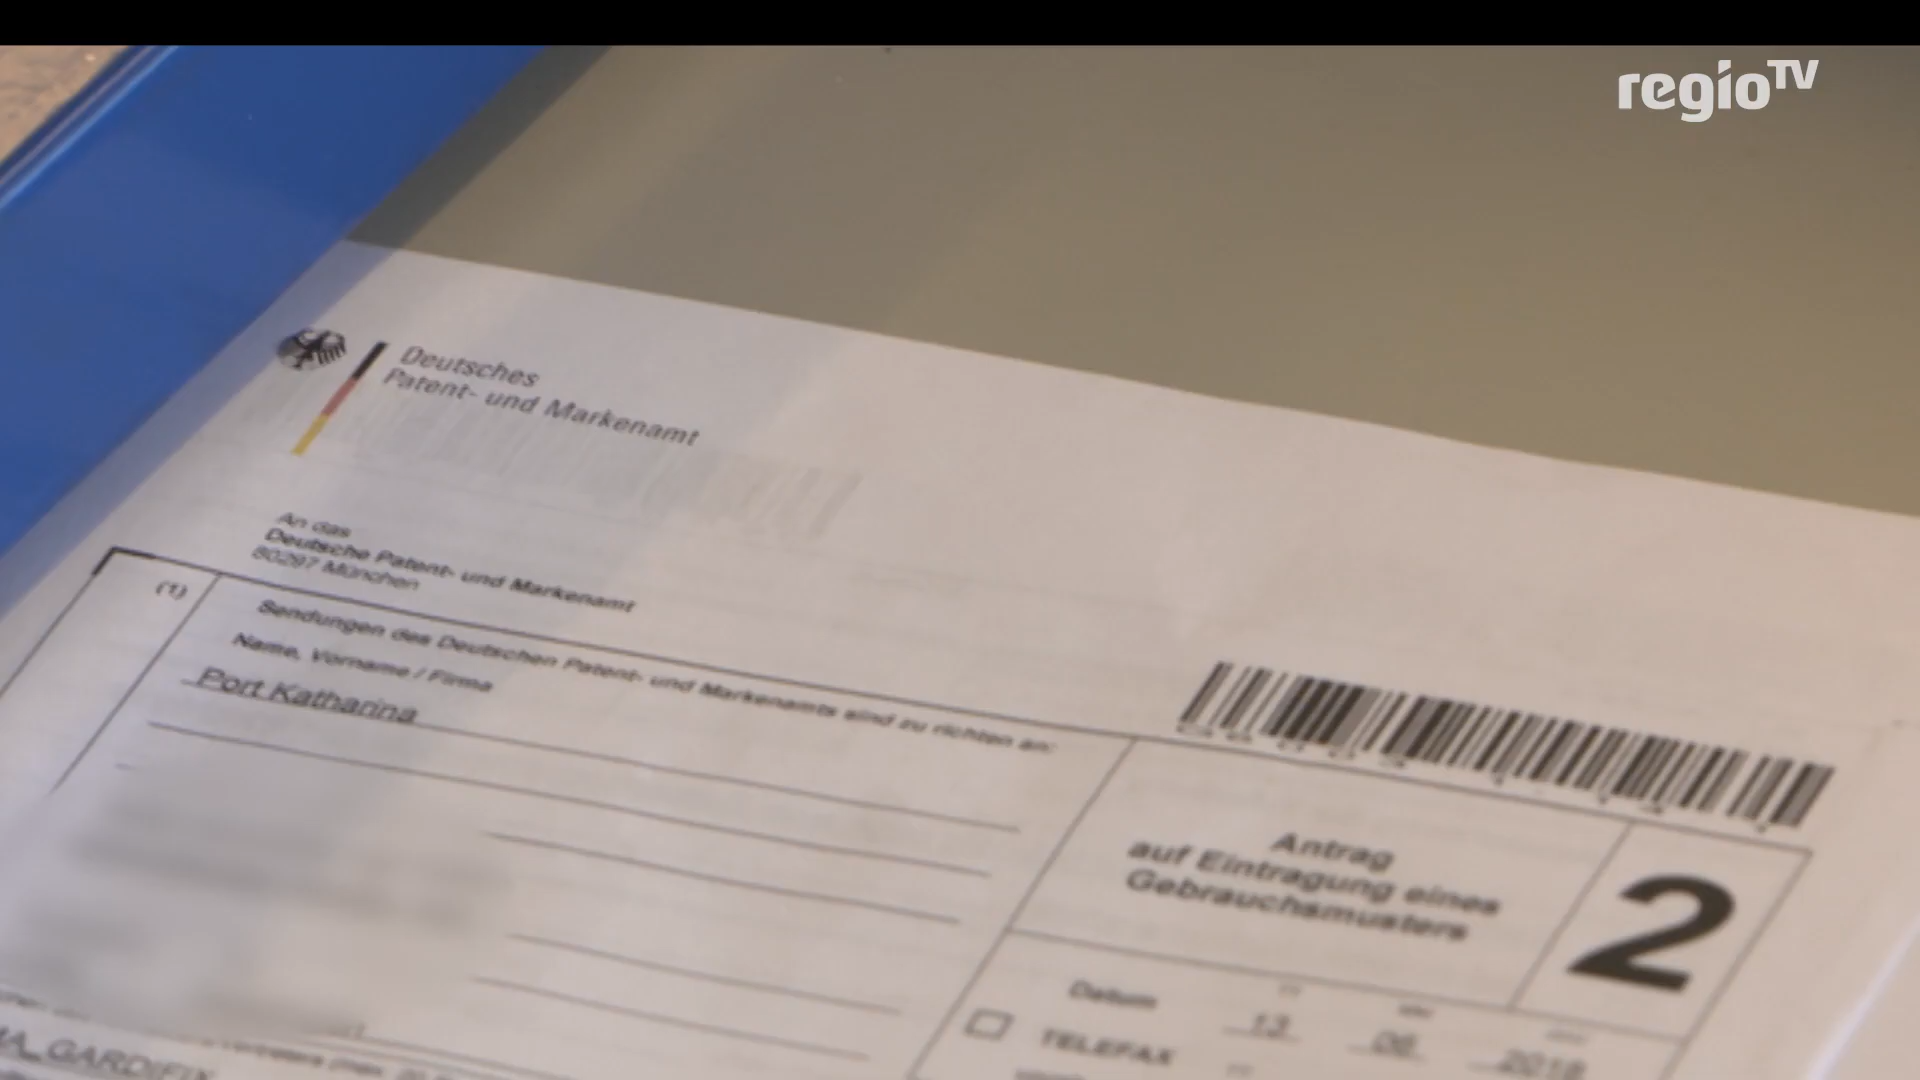 regioTV
Deutsches
Patent- und Markenamt
An das
Deutsche Patent- und Markenamt
80297 München
(1)
Sendungen des Deutschen Patent- und Markenamts sind zu richten an:
Name, Vorname / Firma
Port Katharina
Antrag
auf Eintragung eines
Gebrauchsmusters
2
Datum
13 06 2018
TELEFAX
MA_GARDIFIX